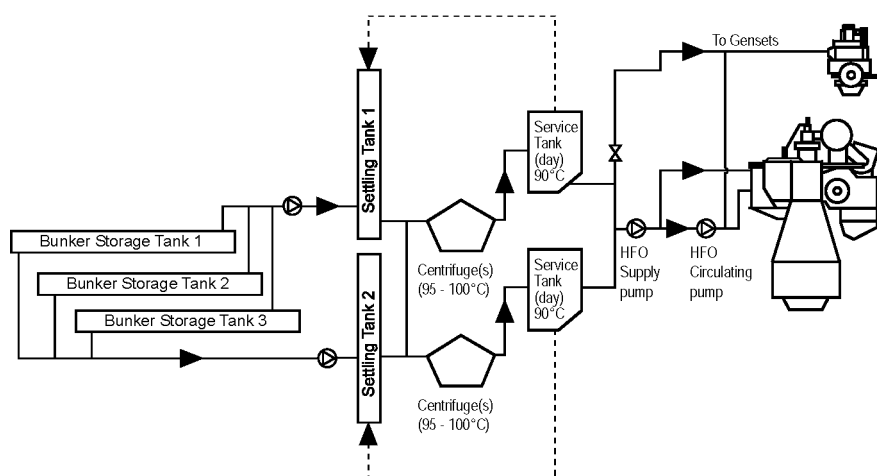 To Gensets
Settling Tank 1
Service
Tank
(day)
90°C
Bunker Storage Tank 1
Bunker Storage Tank 2
Bunker Storage Tank 3
Centrifuge(s)
(95 - 100°C)
HFO
Supply
pump
HFO
Circulating
pump
Settling Tank 2
Service
Tank
(day)
90°C
Centrifuge(s)
(95 - 100°C)